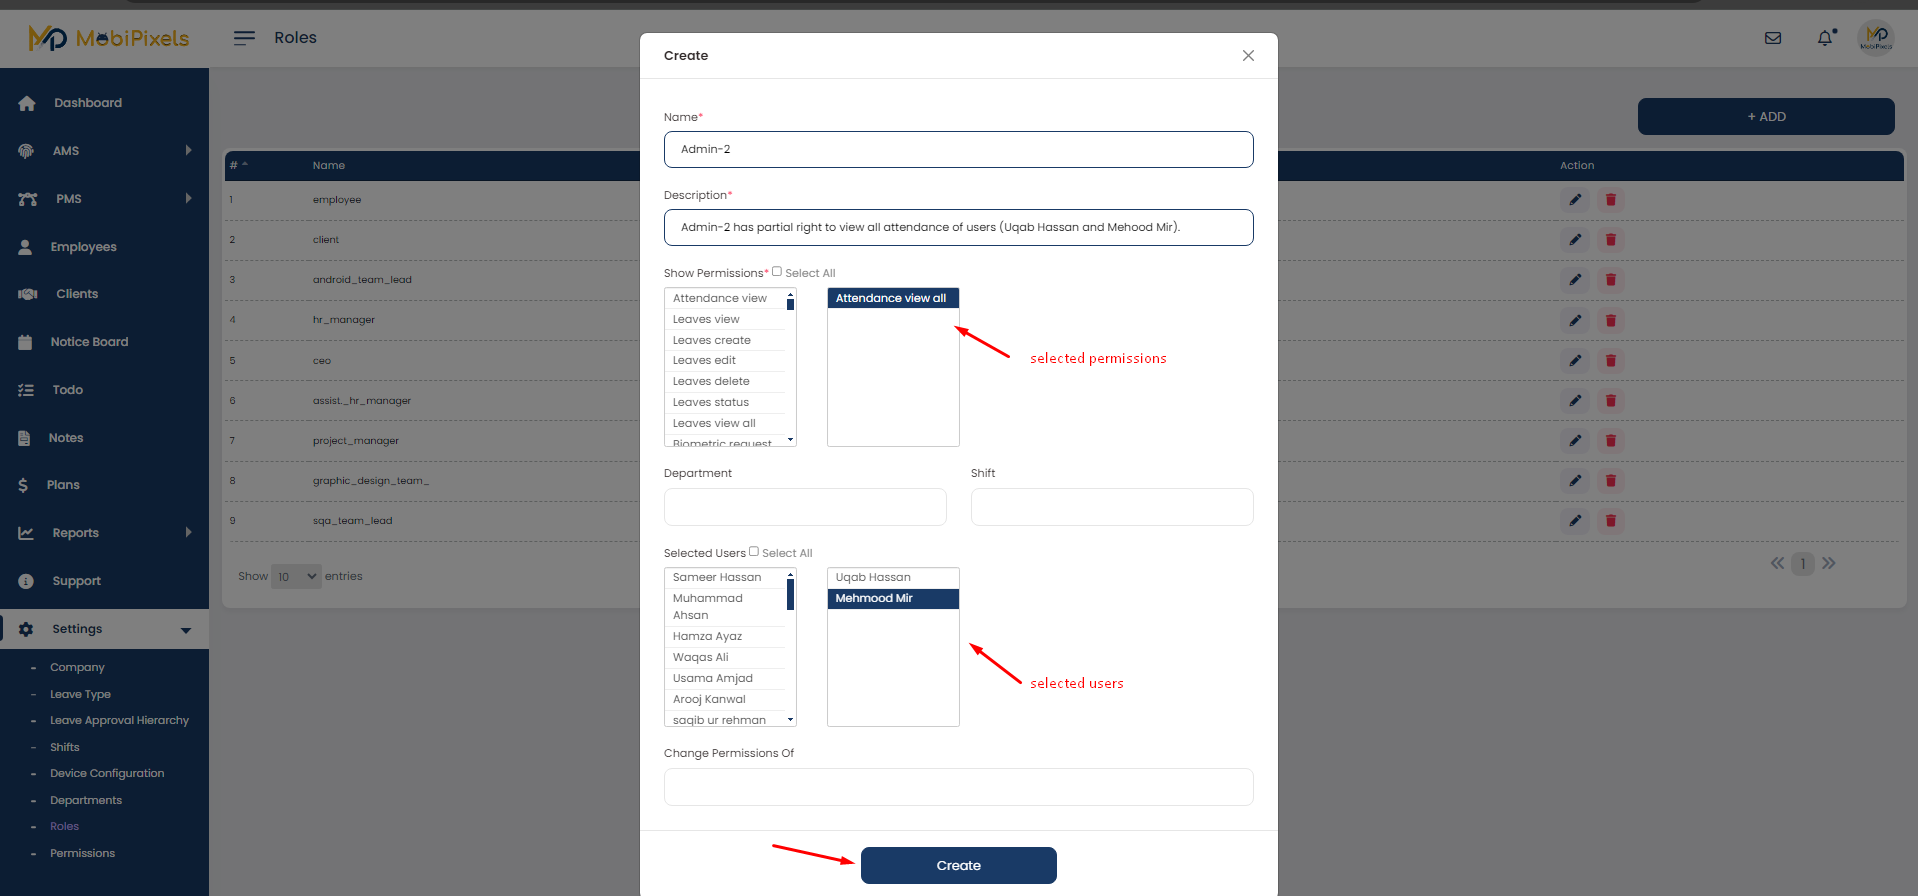 MP MobiPixels
Roles
MP
MobiPixels
Dashboard
AMS
PMS
Employees
Clients
Notice Board
Todo
Notes
$ Plans
Reports
Support
Settings
- Company
- Leave Type
- Leave Approval Hierarchy
- Shifts
- Device Configuration
- Departments
- Roles
- Permissions
+ ADD
# Name Action
1 employee
2 client
3 android_team_lead
4 hr_manager
5 ceo
6 assist._hr_manager
7 project_manager
8 graphic_design_team_
9 sqa_team_lead
Show 10 entries
1
Create
Name*
Admin-2
Description*
Admin-2 has partial right to view all attendance of users (Uqab Hassan and Mehood Mir).
Show Permissions* Select All
Attendance view
Leaves view
Leaves create
Leaves edit
Leaves delete
Leaves status
Leaves view all
Biometric request
Attendance view all
selected permissions
Department
Shift
Selected Users Select All
Sameer Hassan
Muhammad
Ahsan
Hamza Ayaz
Waqas Ali
Usama Amjad
Arooj Kanwal
saqib ur rehman
Uqab Hassan
Mehmood Mir
selected users
Change Permissions Of
Create